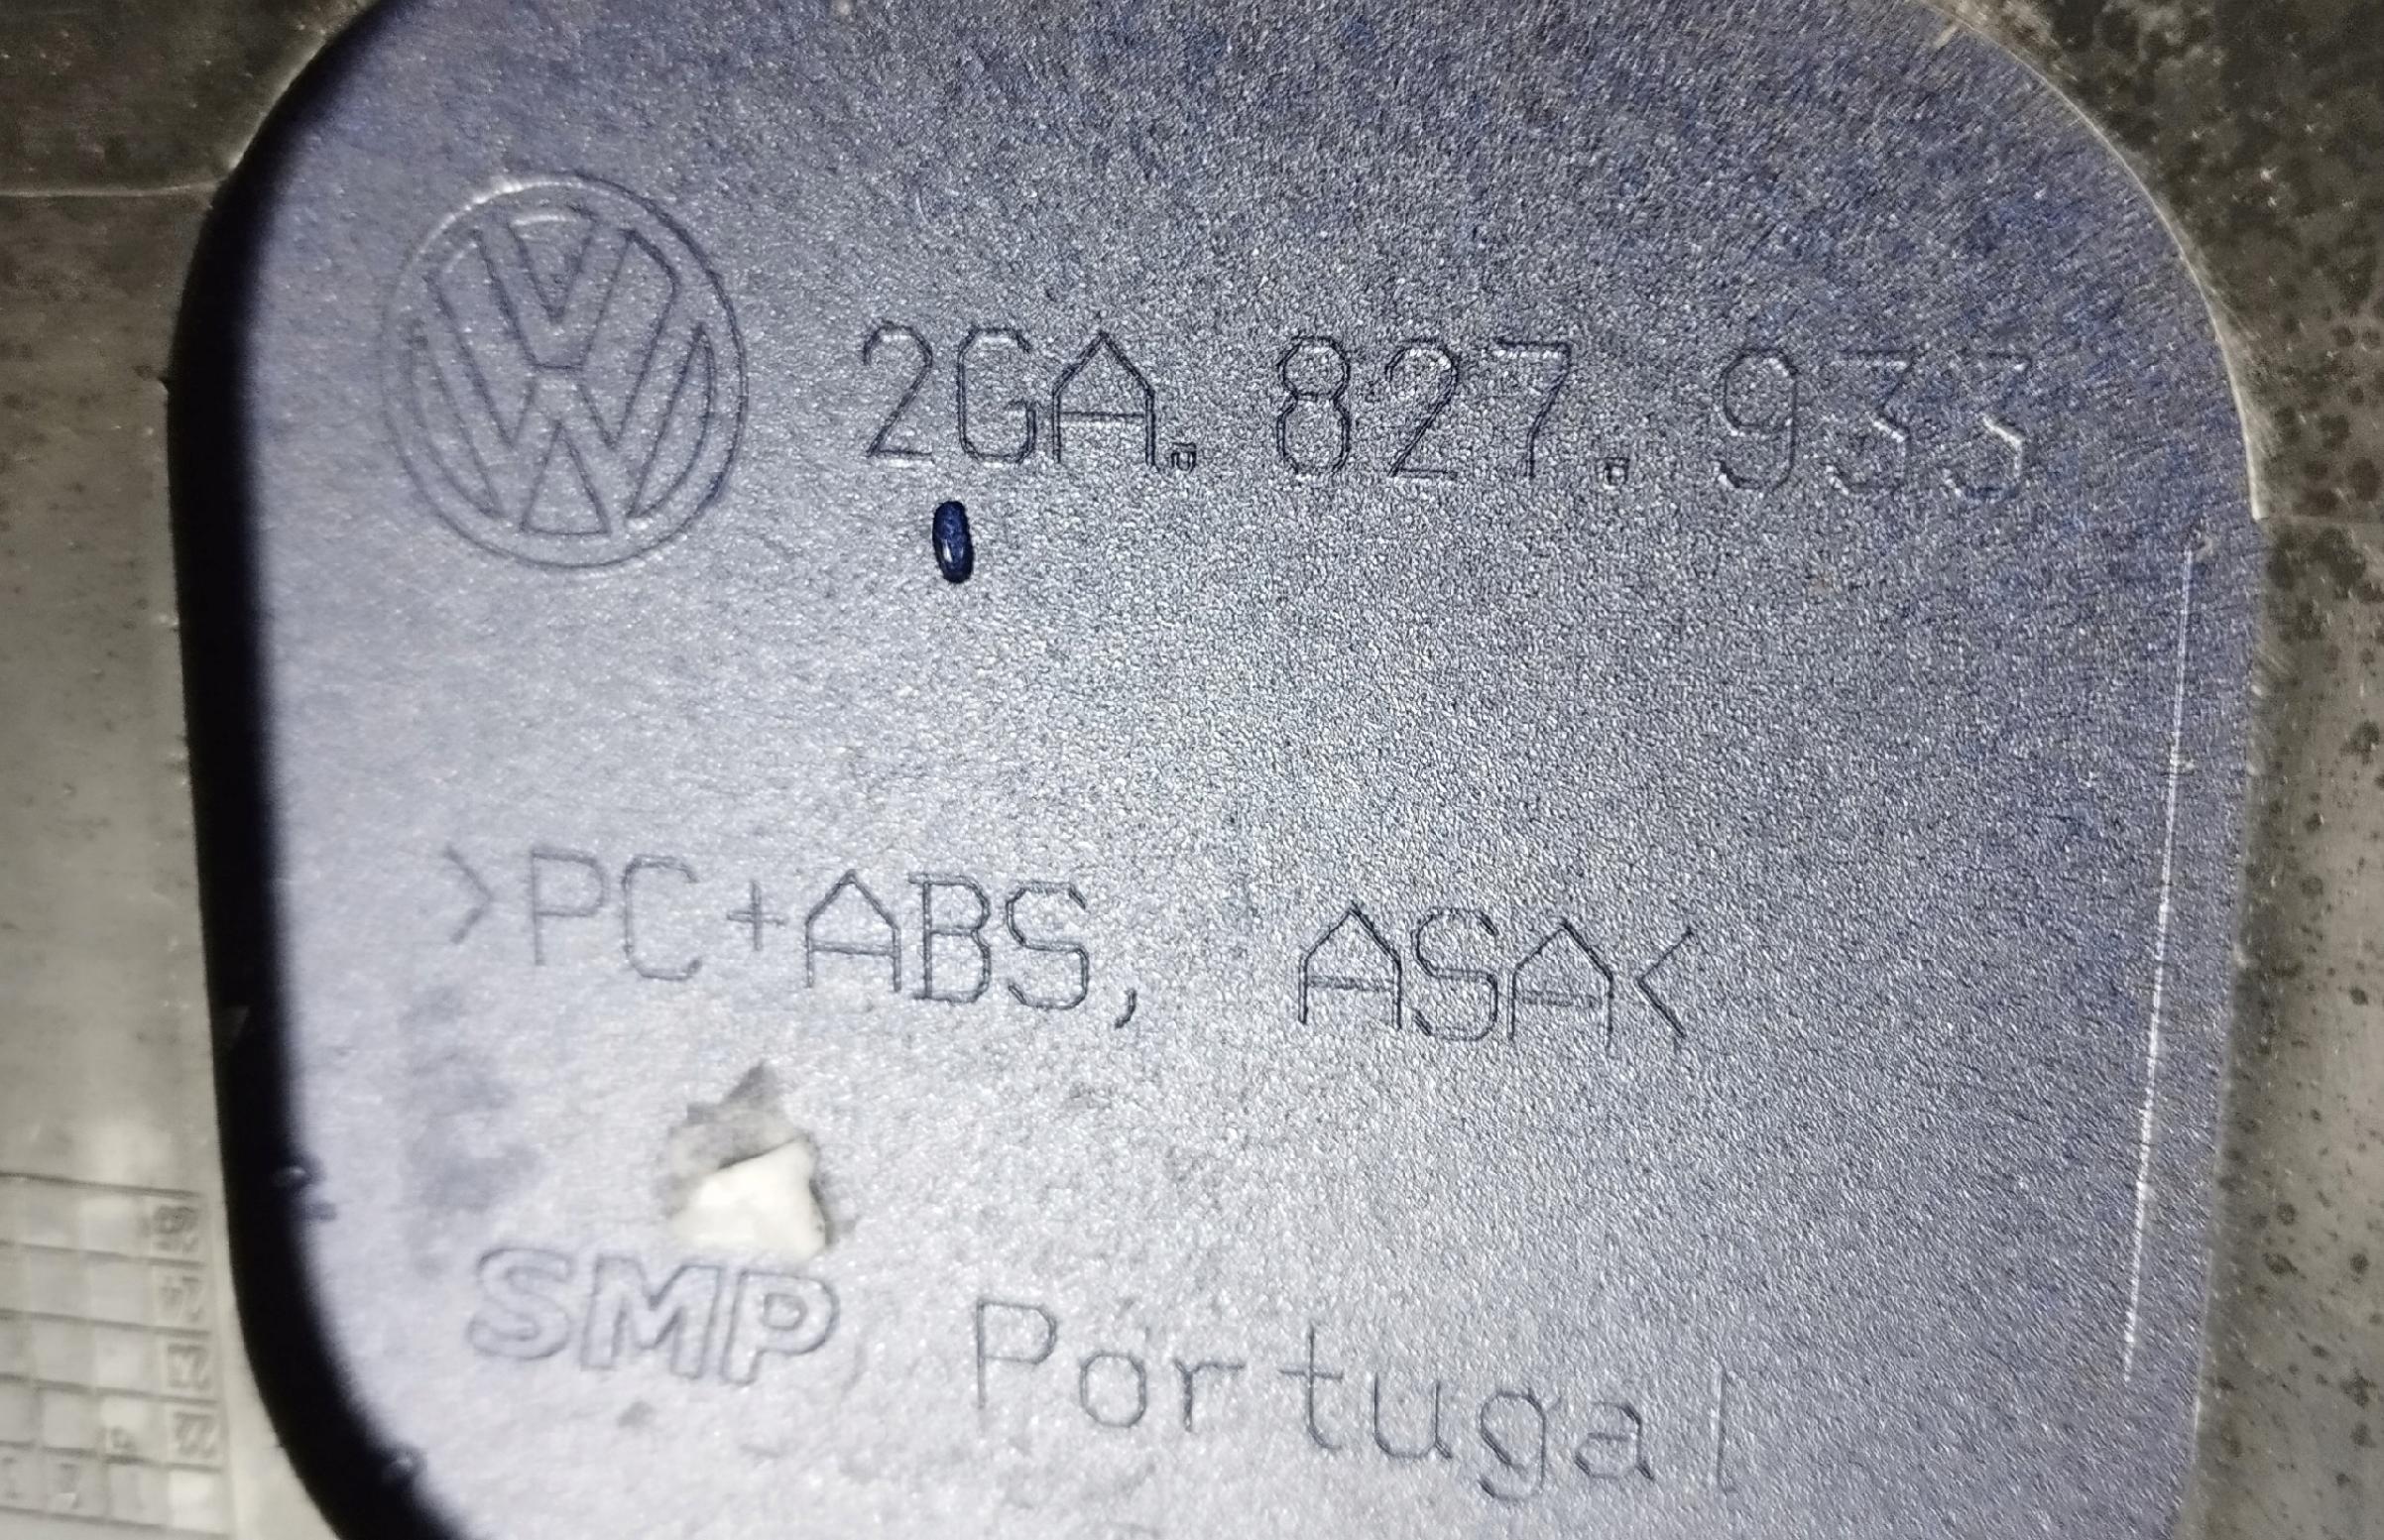 2GA. 827. 933
>PC+ABS, ASA<
SMP, Portugal